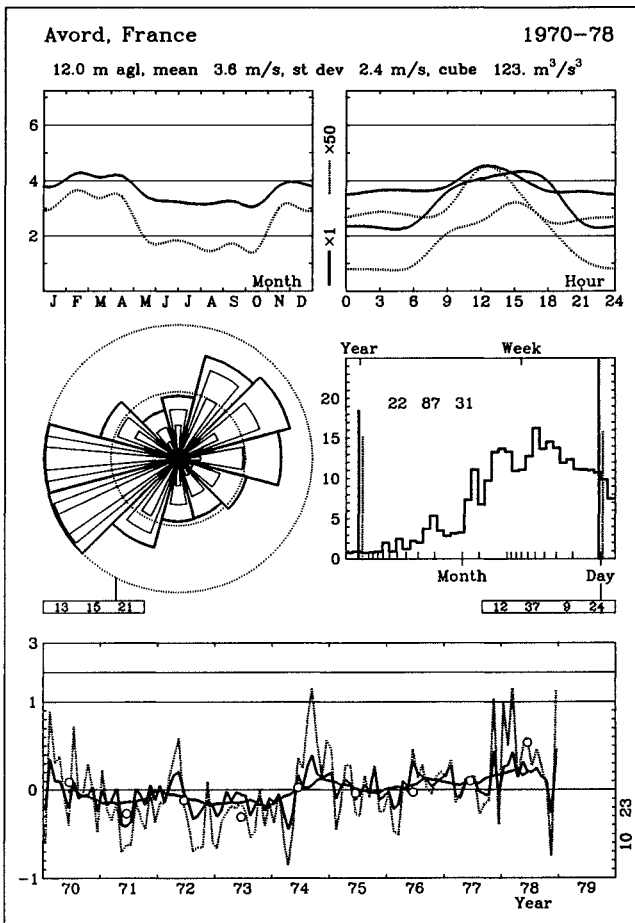 Avord, France 1970-78
12.0 m agl, mean 3.6 m/s, st dev 2.4 m/s, cube 123. m³/s³
6
4
2
J F M A M J J A S O N D
Month
×1 ×50
0 3 6 9 12 15 18 21 24
Hour
Year Week
20
15
10
5
0
22 87 31
Month Day
13 15 21
12 37 9 24
3
1
0
-1
70 71 72 73 74 75 76 77 78 79
Year
10 23